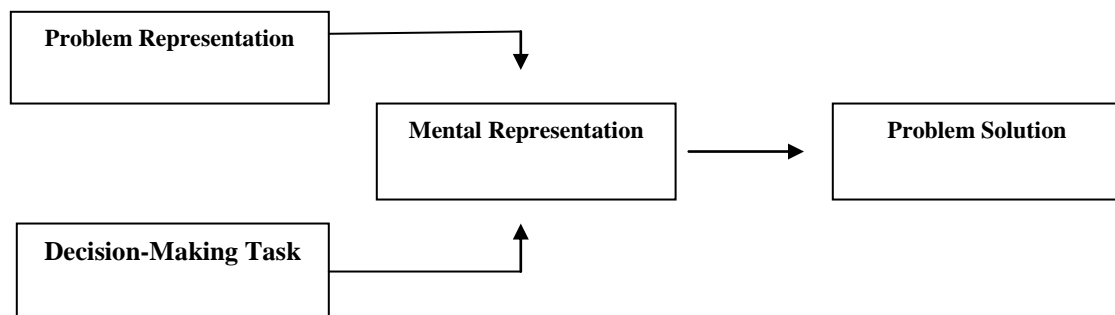 Problem Representation
Mental Representation
Problem Solution
Decision-Making Task